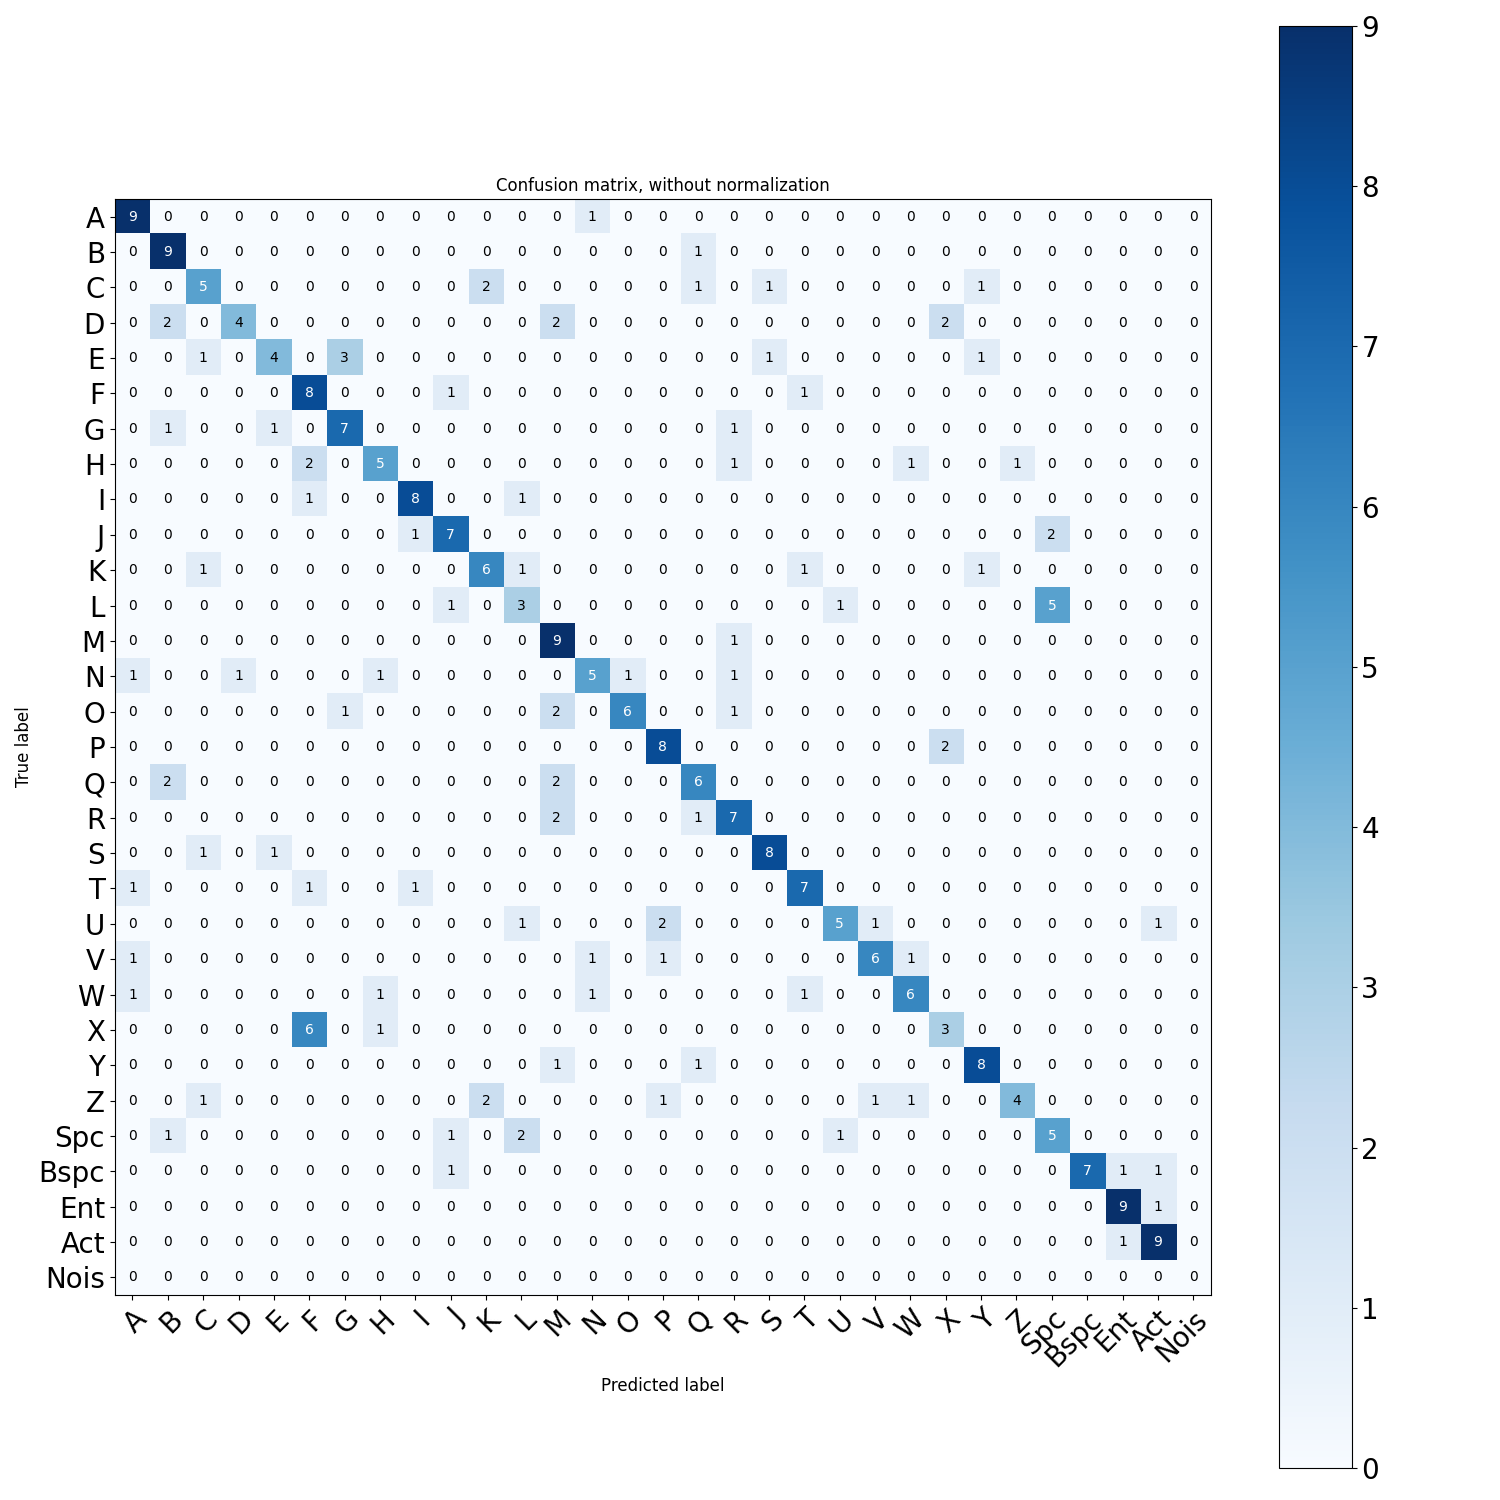 Confusion matrix, without normalization
True label
A 9 0 0 0 0 0 0 0 0 0 0 0 0 1 0 0 0 0 0 0 0 0 0 0 0 0 0 0 0 0 0
B 0 9 0 0 0 0 0 0 0 0 0 0 0 0 0 0 1 0 0 0 0 0 0 0 0 0 0 0 0 0 0
C 0 0 5 0 0 0 0 0 0 0 2 0 0 0 0 0 1 0 1 0 0 0 0 0 1 0 0 0 0 0 0
D 0 2 0 4 0 0 0 0 0 0 0 0 2 0 0 0 0 0 0 0 0 0 0 2 0 0 0 0 0 0 0
E 0 0 1 0 4 0 3 0 0 0 0 0 0 0 0 0 0 0 1 0 0 0 0 0 1 0 0 0 0 0 0
F 0 0 0 0 0 8 0 0 0 1 0 0 0 0 0 0 0 0 0 1 0 0 0 0 0 0 0 0 0 0 0
G 0 1 0 0 1 0 7 0 0 0 0 0 0 0 0 0 0 1 0 0 0 0 0 0 0 0 0 0 0 0 0
H 0 0 0 0 0 2 0 5 0 0 0 0 0 0 0 0 0 1 0 0 0 0 1 0 0 1 0 0 0 0 0
I 0 0 0 0 0 1 0 0 8 0 0 1 0 0 0 0 0 0 0 0 0 0 0 0 0 0 0 0 0 0 0
J 0 0 0 0 0 0 0 0 1 7 0 0 0 0 0 0 0 0 0 0 0 0 0 0 0 0 2 0 0 0 0
K 0 0 1 0 0 0 0 0 0 0 6 1 0 0 0 0 0 0 0 1 0 0 0 0 1 0 0 0 0 0 0
L 0 0 0 0 0 0 0 0 0 1 0 3 0 0 0 0 0 0 0 0 1 0 0 0 0 0 5 0 0 0 0
M 0 0 0 0 0 0 0 0 0 0 0 0 9 0 0 0 0 1 0 0 0 0 0 0 0 0 0 0 0 0 0
N 1 0 0 1 0 0 0 1 0 0 0 0 0 5 1 0 0 1 0 0 0 0 0 0 0 0 0 0 0 0 0
O 0 0 0 0 0 0 1 0 0 0 0 0 2 0 6 0 0 1 0 0 0 0 0 0 0 0 0 0 0 0 0
P 0 0 0 0 0 0 0 0 0 0 0 0 0 0 0 8 0 0 0 0 0 0 0 2 0 0 0 0 0 0 0
Q 0 2 0 0 0 0 0 0 0 0 0 0 2 0 0 0 6 0 0 0 0 0 0 0 0 0 0 0 0 0 0
R 0 0 0 0 0 0 0 0 0 0 0 0 2 0 0 0 1 7 0 0 0 0 0 0 0 0 0 0 0 0 0
S 0 0 1 0 1 0 0 0 0 0 0 0 0 0 0 0 0 0 8 0 0 0 0 0 0 0 0 0 0 0 0
T 1 0 0 0 0 1 0 0 1 0 0 0 0 0 0 0 0 0 0 7 0 0 0 0 0 0 0 0 0 0 0
U 0 0 0 0 0 0 0 0 0 0 0 1 0 0 0 2 0 0 0 0 5 1 0 0 0 0 0 0 0 1 0
V 1 0 0 0 0 0 0 0 0 0 0 0 0 1 0 1 0 0 0 0 0 6 1 0 0 0 0 0 0 0 0
W 1 0 0 0 0 0 0 1 0 0 0 0 0 1 0 0 0 0 0 1 0 0 6 0 0 0 0 0 0 0 0
X 0 0 0 0 0 6 0 1 0 0 0 0 0 0 0 0 0 0 0 0 0 0 0 3 0 0 0 0 0 0 0
Y 0 0 0 0 0 0 0 0 0 0 0 0 1 0 0 0 1 0 0 0 0 0 0 0 8 0 0 0 0 0 0
Z 0 0 1 0 0 0 0 0 0 0 2 0 0 0 0 1 0 0 0 0 0 1 1 0 0 4 0 0 0 0 0
Spc 0 1 0 0 0 0 0 0 0 1 0 2 0 0 0 0 0 0 0 0 1 0 0 0 0 0 5 0 0 0 0
Bspc 0 0 0 0 0 0 0 0 0 1 0 0 0 0 0 0 0 0 0 0 0 0 0 0 0 0 0 7 1 1 0
Ent 0 0 0 0 0 0 0 0 0 0 0 0 0 0 0 0 0 0 0 0 0 0 0 0 0 0 0 0 9 1 0
Act 0 0 0 0 0 0 0 0 0 0 0 0 0 0 0 0 0 0 0 0 0 0 0 0 0 0 0 0 1 9 0
Nois 0 0 0 0 0 0 0 0 0 0 0 0 0 0 0 0 0 0 0 0 0 0 0 0 0 0 0 0 0 0 0
A B C D E F G H I J K L M N O P Q R S T U V W X Y Z Spc Bspc Ent Act Nois
Predicted label
9
8
7
6
5
4
3
2
1
0